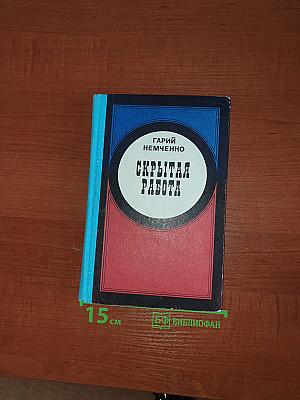 ГАРИЙ
НЕМЧЕНКО
СКРЫТАЯ
РАБОТА
15 см
БФ БИБЛИОФАН